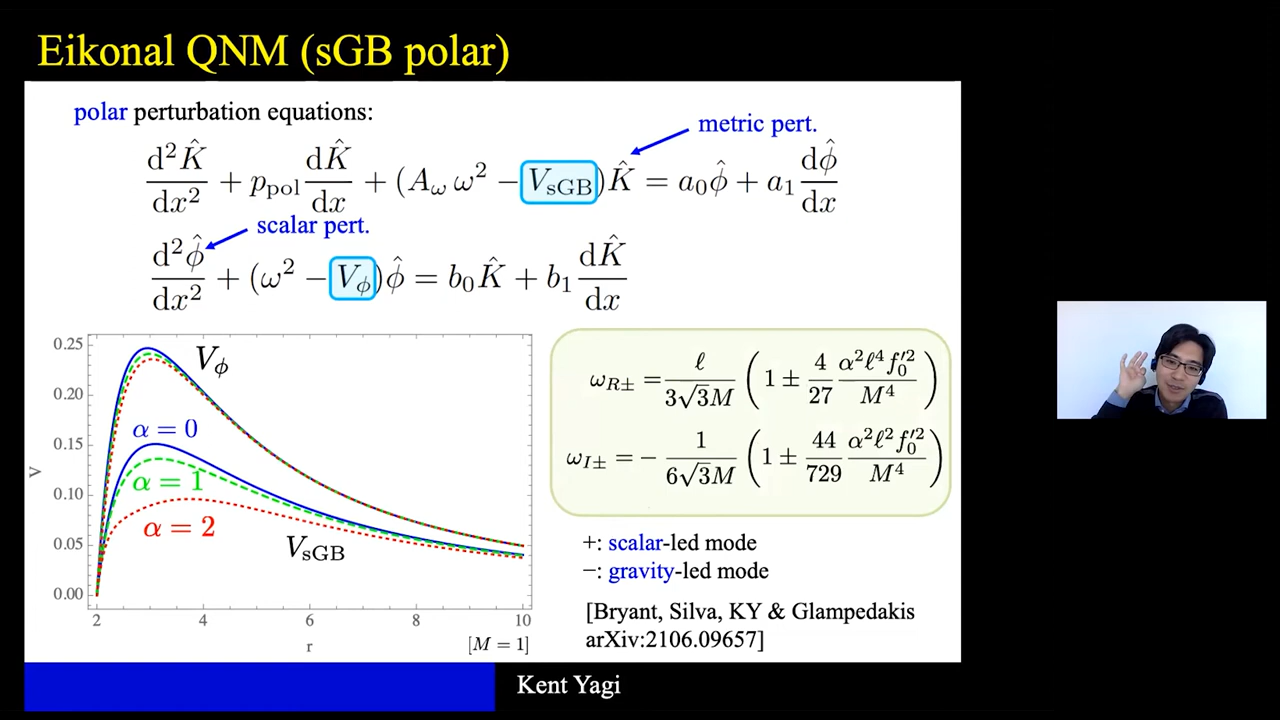 Eikonal QNM (sGB polar)
polar perturbation equations:
metric pert.
d²K̂/dx² + p_pol dK̂/dx + (A_ω ω² − V_sGB)K̂ = a₀φ̂ + a₁ dφ̂/dx
scalar pert.
d²φ̂/dx² + (ω² − V_φ)φ̂ = b₀K̂ + b₁ dK̂/dx
0.25
0.20
0.15
0.10
0.05
0.00
V
V_φ
α = 0
α = 1
α = 2
V_sGB
2 4 6 8 10
r
[M = 1]
ω_R± = ℓ/(3√3M) (1 ± 4/27 α²ℓ⁴f₀′²/M⁴)
ω_I± = − 1/(6√3M) (1 ± 44/729 α²ℓ²f₀′²/M⁴)
+: scalar-led mode
−: gravity-led mode
[Bryant, Silva, KY & Glampedakis
arXiv:2106.09657]
Kent Yagi